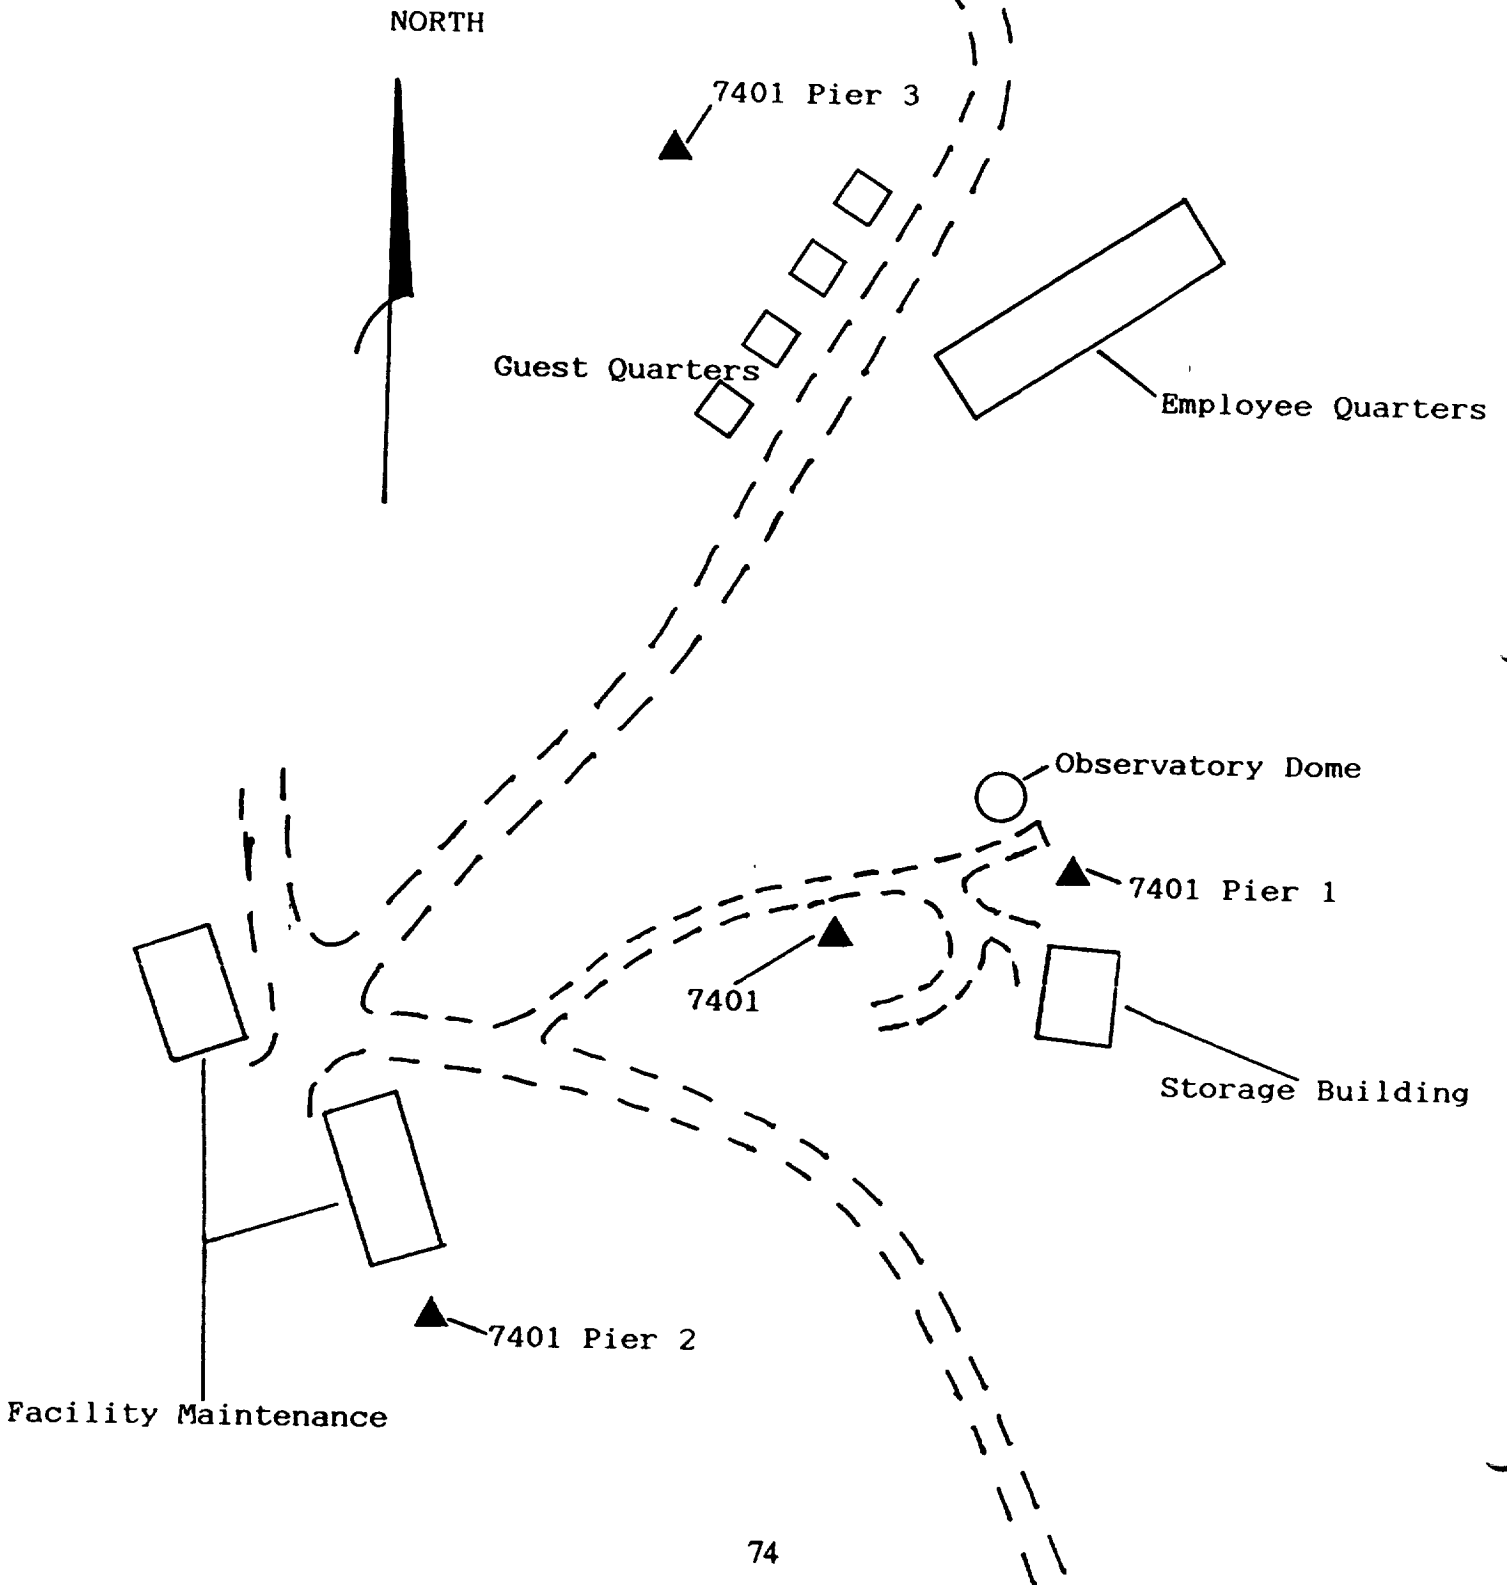 NORTH
7401 Pier 3
Guest Quarters
Employee Quarters
Observatory Dome
7401 Pier 1
7401
Storage Building
7401 Pier 2
Facility Maintenance
74